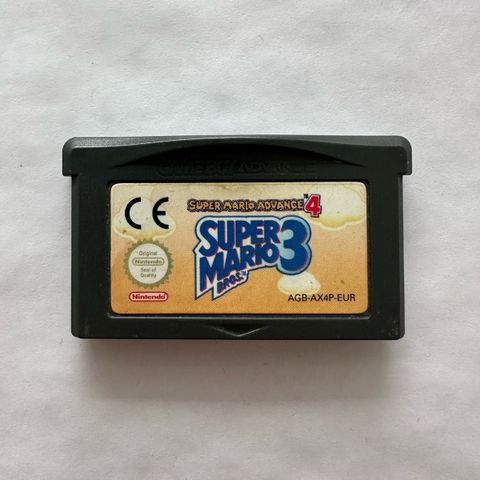 GAME BOY ADVANCE
CE
SUPER MARIO ADVANCE 4
SUPER
MARIO 3
BROS.
Original
Nintendo
Seal of
Quality
Nintendo
AGB-AX4P-EUR